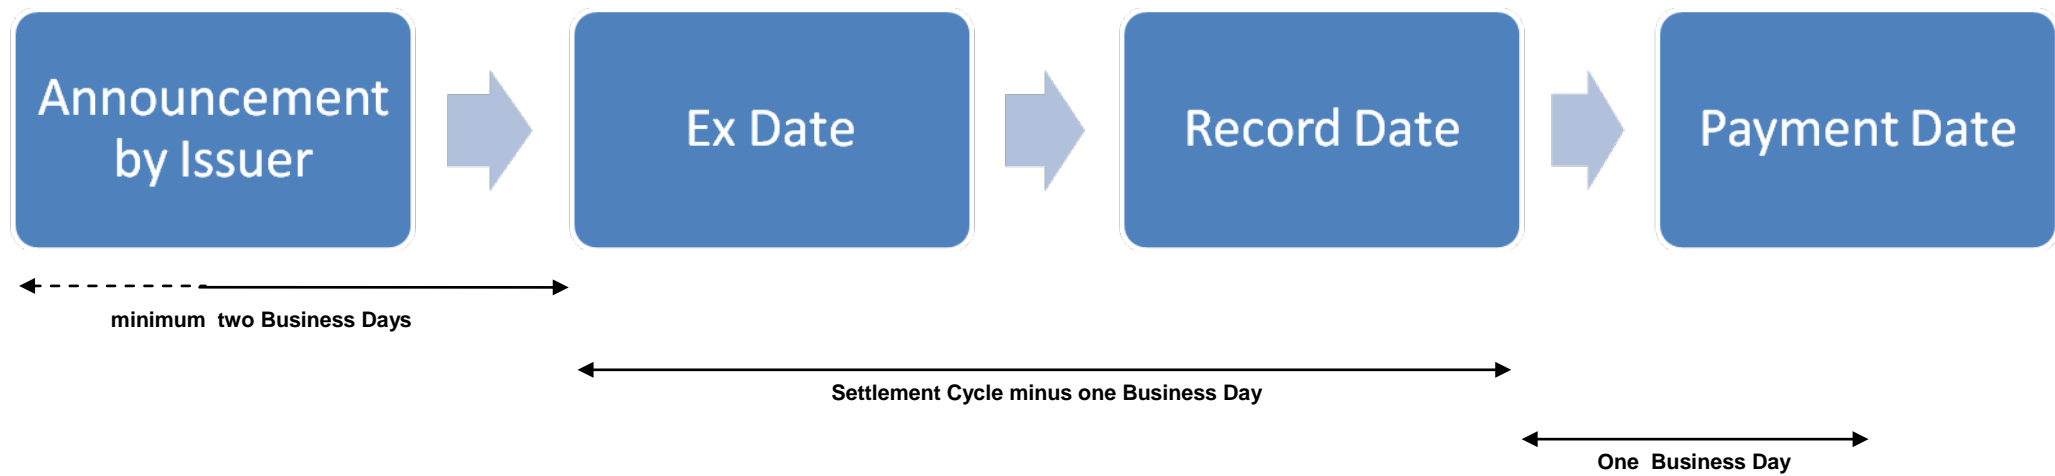 Announcement
by Issuer
Ex Date
Record Date
Payment Date
minimum two Business Days
Settlement Cycle minus one Business Day
One Business Day